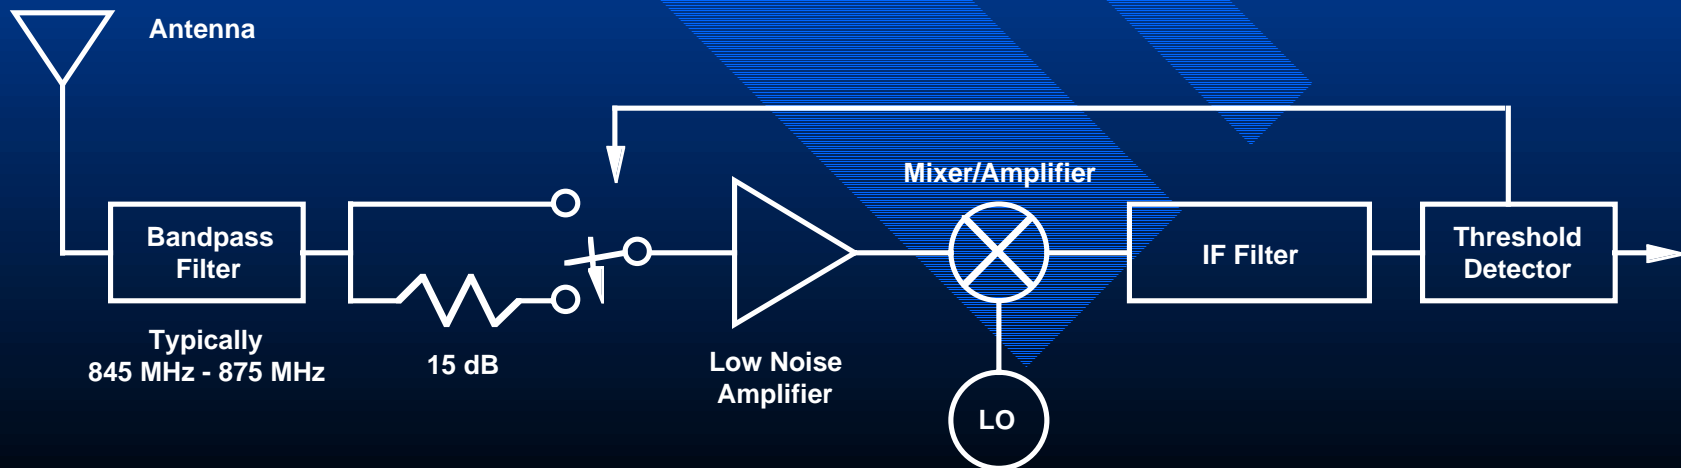 Antenna
Mixer/Amplifier
Bandpass
Filter
IF Filter
Threshold
Detector
Typically
845 MHz - 875 MHz
15 dB
Low Noise
Amplifier
LO